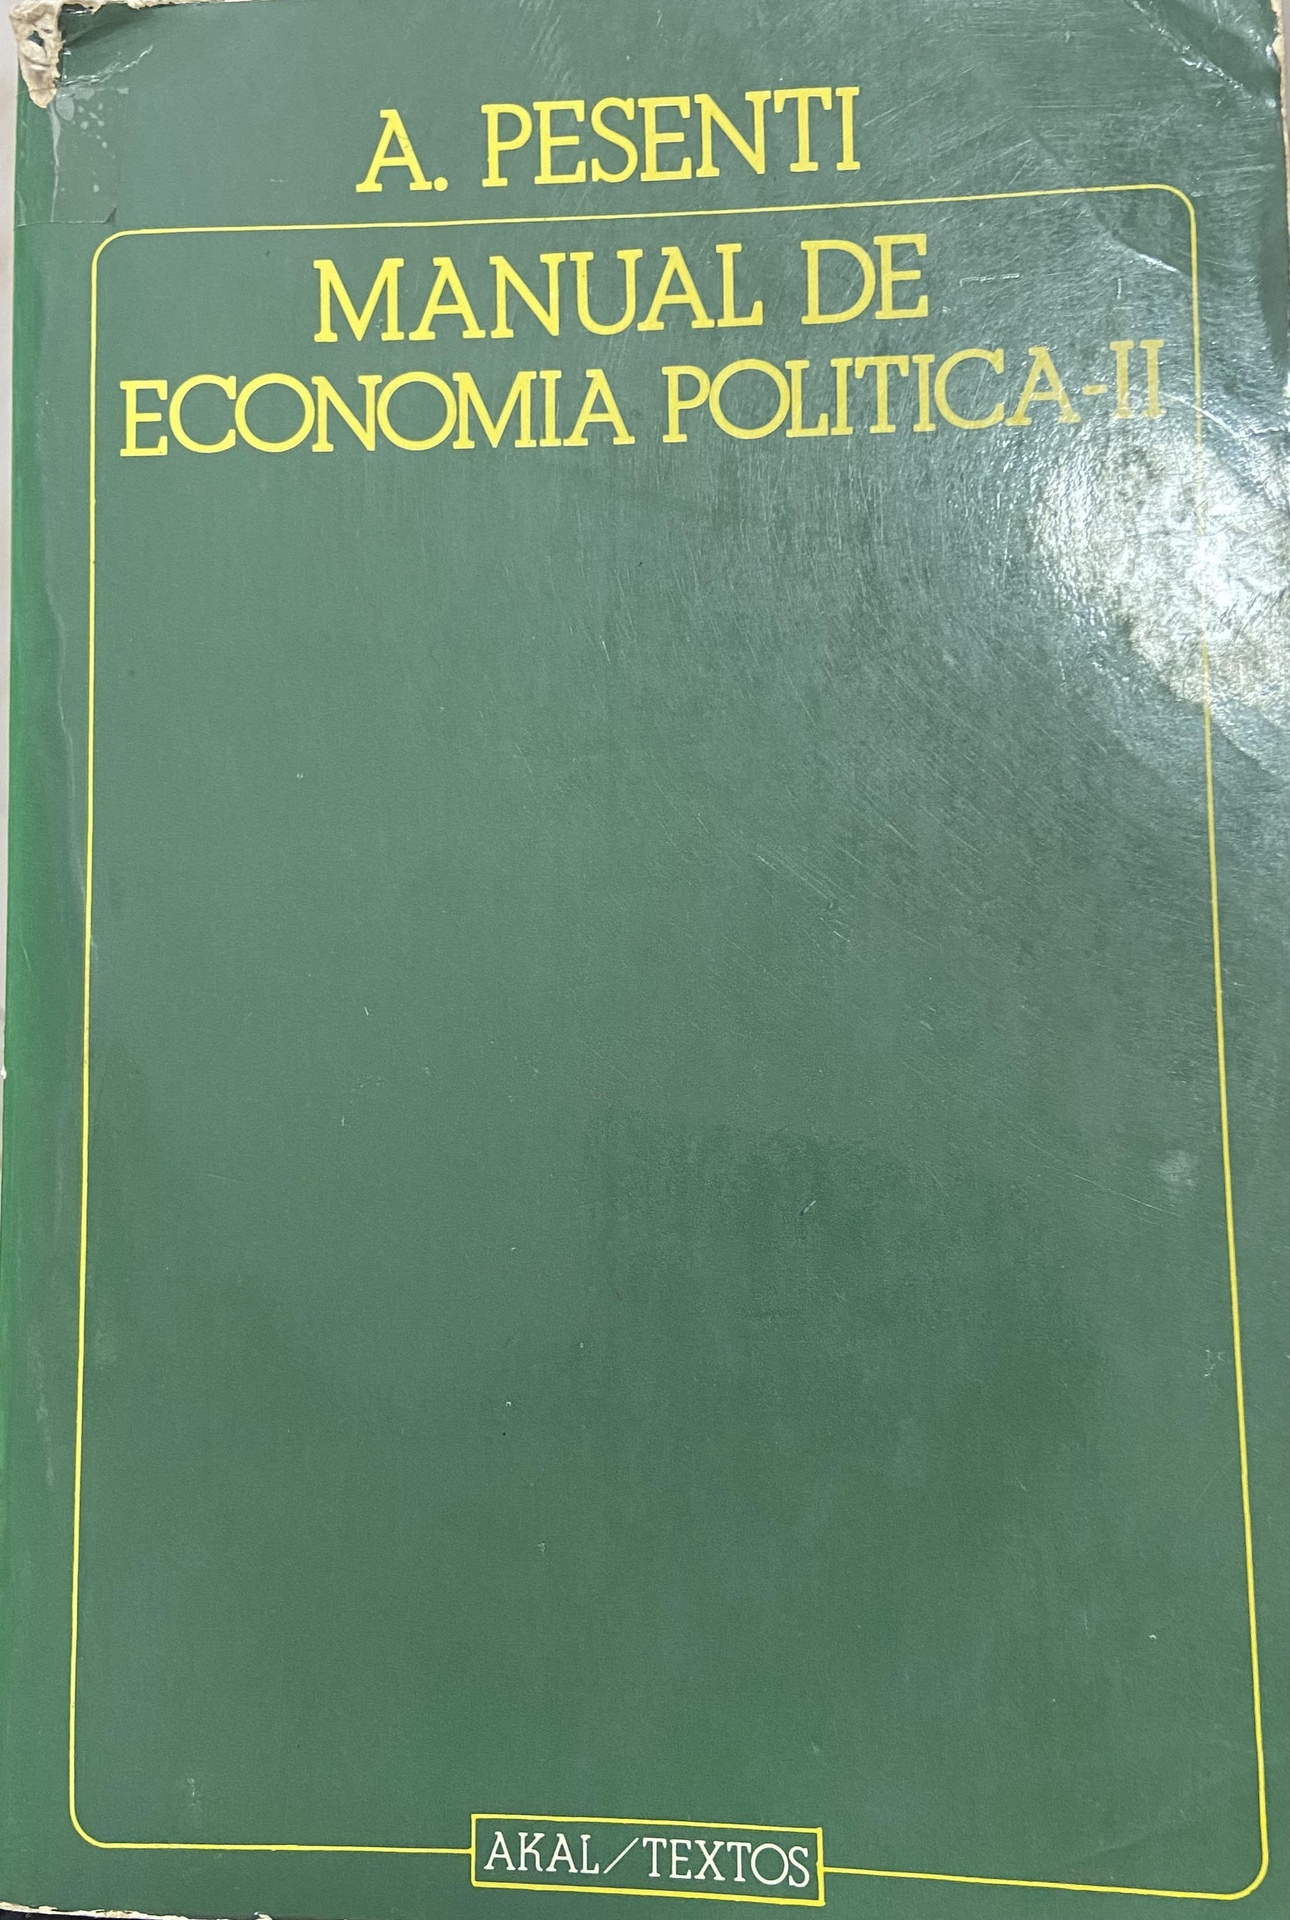 A. PESENTI
MANUAL DE
ECONOMIA POLITICA-II
AKAL/TEXTOS